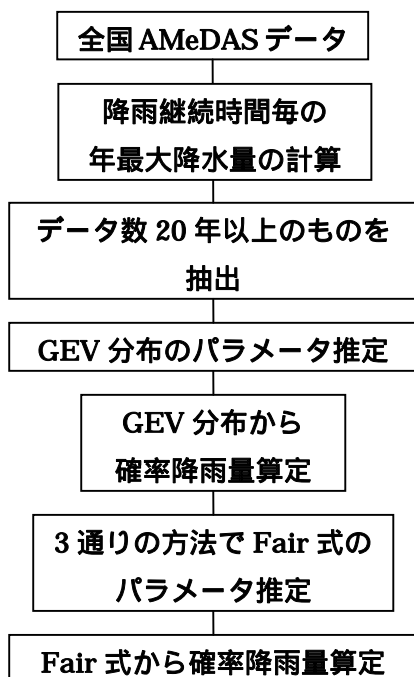 全国 AMeDAS データ
降雨継続時間毎の
年最大降水量の計算
データ数 20 年以上のものを
抽出
GEV 分布のパラメータ推定
GEV 分布から
確率降雨量算定
3 通りの方法で Fair 式の
パラメータ推定
Fair 式から確率降雨量算定